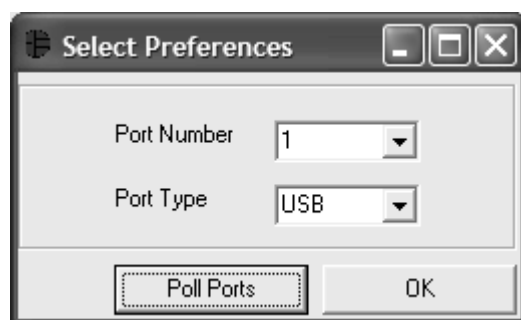 Select Preferences
Port Number 1
Port Type USB
Poll Ports OK